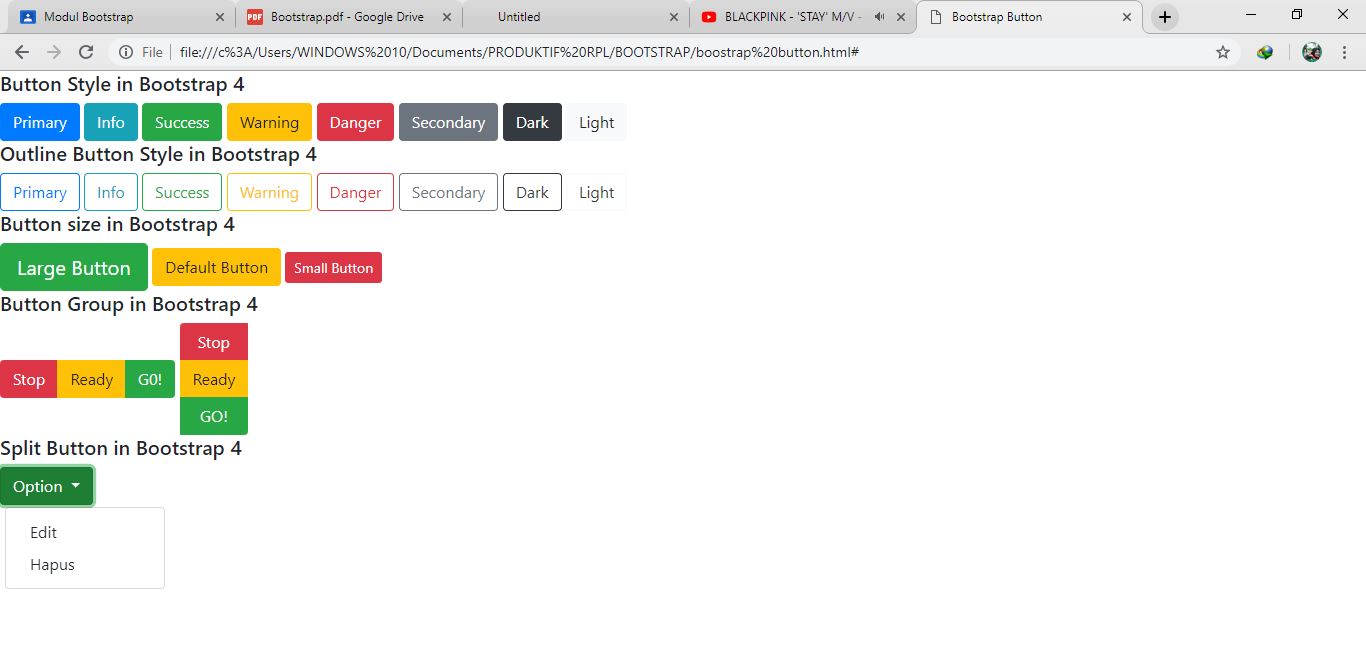 Modul Bootstrap
PDF Bootstrap.pdf - Google Drive
Untitled
BLACKPINK - 'STAY' M/V -
Bootstrap Button
File file:///c%3A/Users/WINDOWS%2010/Documents/PRODUKTIF%20RPL/BOOTSTRAP/boostrap%20button.html#
Button Style in Bootstrap 4
Primary Info Success Warning Danger Secondary Dark Light
Outline Button Style in Bootstrap 4
Primary Info Success Warning Danger Secondary Dark Light
Button size in Bootstrap 4
Large Button Default Button Small Button
Button Group in Bootstrap 4
Stop
Stop Ready G0! Ready
GO!
Split Button in Bootstrap 4
Option
Edit
Hapus